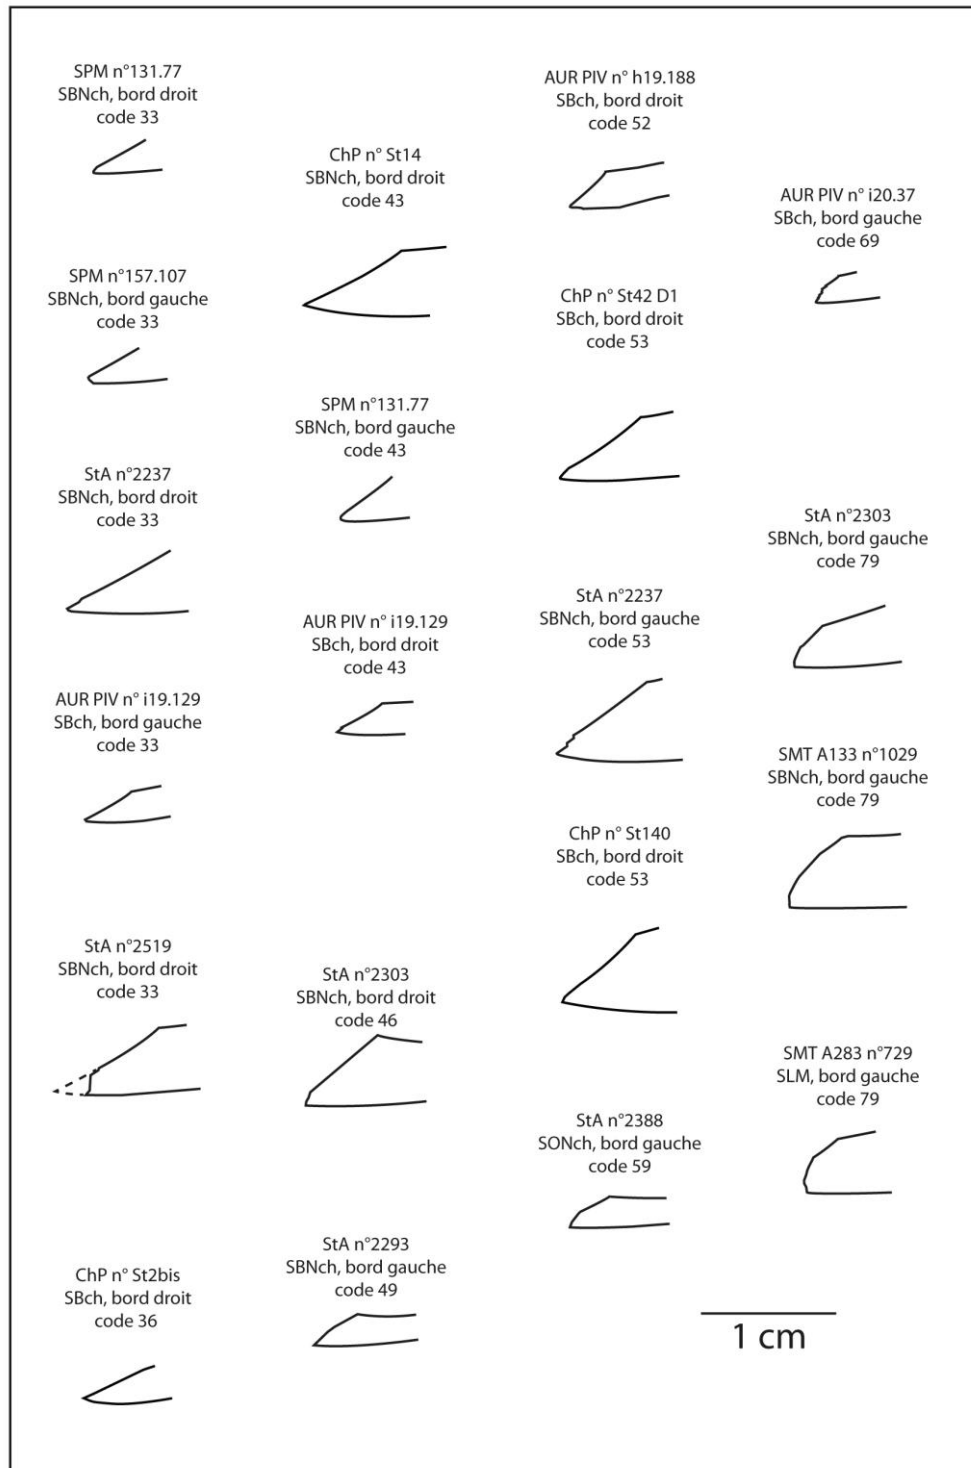 SPM n°131.77
SBNch, bord droit
code 33
SPM n°157.107
SBNch, bord gauche
code 33
StA n°2237
SBNch, bord droit
code 33
AUR PIV n° i19.129
SBch, bord gauche
code 33
StA n°2519
SBNch, bord droit
code 33
ChP n° St2bis
SBch, bord droit
code 36
ChP n° St14
SBNch, bord droit
code 43
SPM n°131.77
SBNch, bord gauche
code 43
AUR PIV n° i19.129
SBch, bord droit
code 43
StA n°2303
SBNch, bord droit
code 46
StA n°2293
SBNch, bord gauche
code 49
AUR PIV n° h19.188
SBch, bord droit
code 52
ChP n° St42 D1
SBch, bord droit
code 53
StA n°2237
SBNch, bord gauche
code 53
ChP n° St140
SBch, bord droit
code 53
StA n°2388
SONch, bord gauche
code 59
AUR PIV n° i20.37
SBch, bord gauche
code 69
StA n°2303
SBNch, bord gauche
code 79
SMT A133 n°1029
SBNch, bord gauche
code 79
SMT A283 n°729
SLM, bord gauche
code 79
1 cm